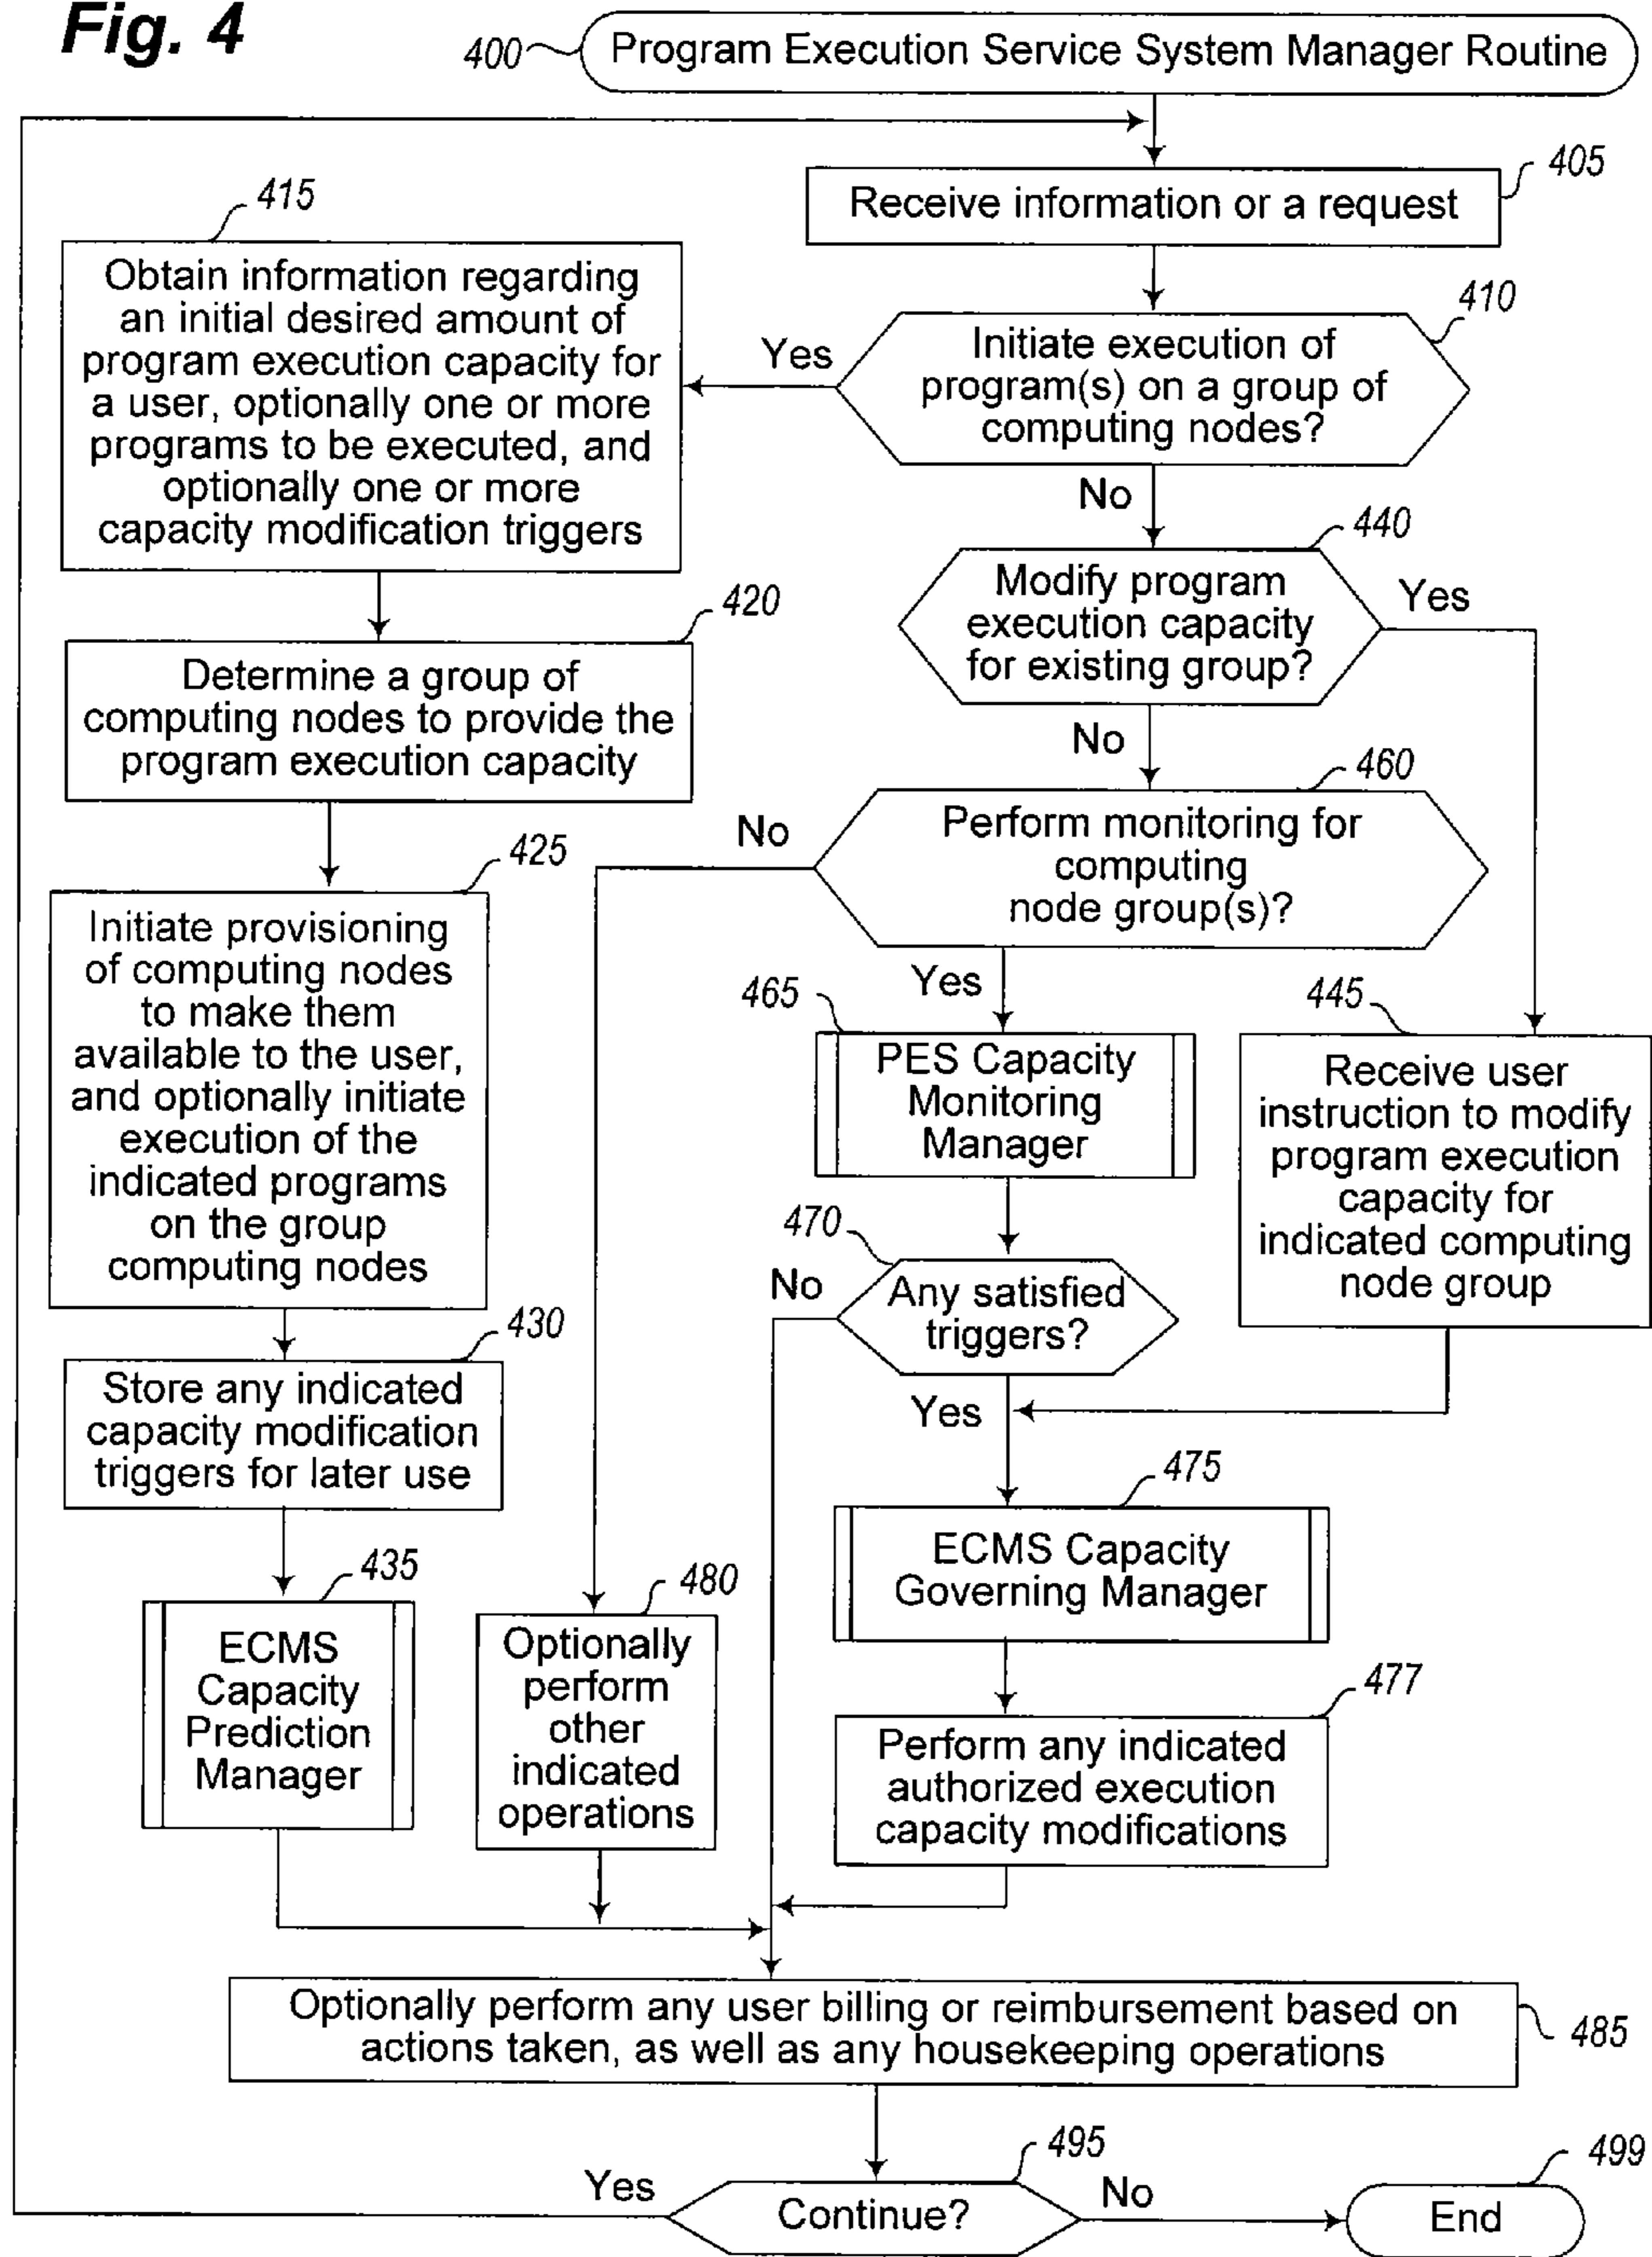 Fig. 4
400
Program Execution Service System Manager Routine
405
Receive information or a request
410
Initiate execution of
program(s) on a group of
computing nodes?
Yes
No
415
Obtain information regarding
an initial desired amount of
program execution capacity for
a user, optionally one or more
programs to be executed, and
optionally one or more
capacity modification triggers
420
Determine a group of
computing nodes to provide the
program execution capacity
425
Initiate provisioning
of computing nodes
to make them
available to the user,
and optionally initiate
execution of the
indicated programs
on the group
computing nodes
430
Store any indicated
capacity modification
triggers for later use
435
ECMS
Capacity
Prediction
Manager
440
Modify program
execution capacity
for existing group?
Yes
No
460
Perform monitoring for
computing
node group(s)?
No
Yes
465
PES Capacity
Monitoring
Manager
445
Receive user
instruction to modify
program execution
capacity for
indicated computing
node group
470
Any satisfied
triggers?
No
Yes
475
ECMS Capacity
Governing Manager
477
Perform any indicated
authorized execution
capacity modifications
480
Optionally
perform
other
indicated
operations
Optionally perform any user billing or reimbursement based on
actions taken, as well as any housekeeping operations
485
495
Continue?
Yes
No
499
End